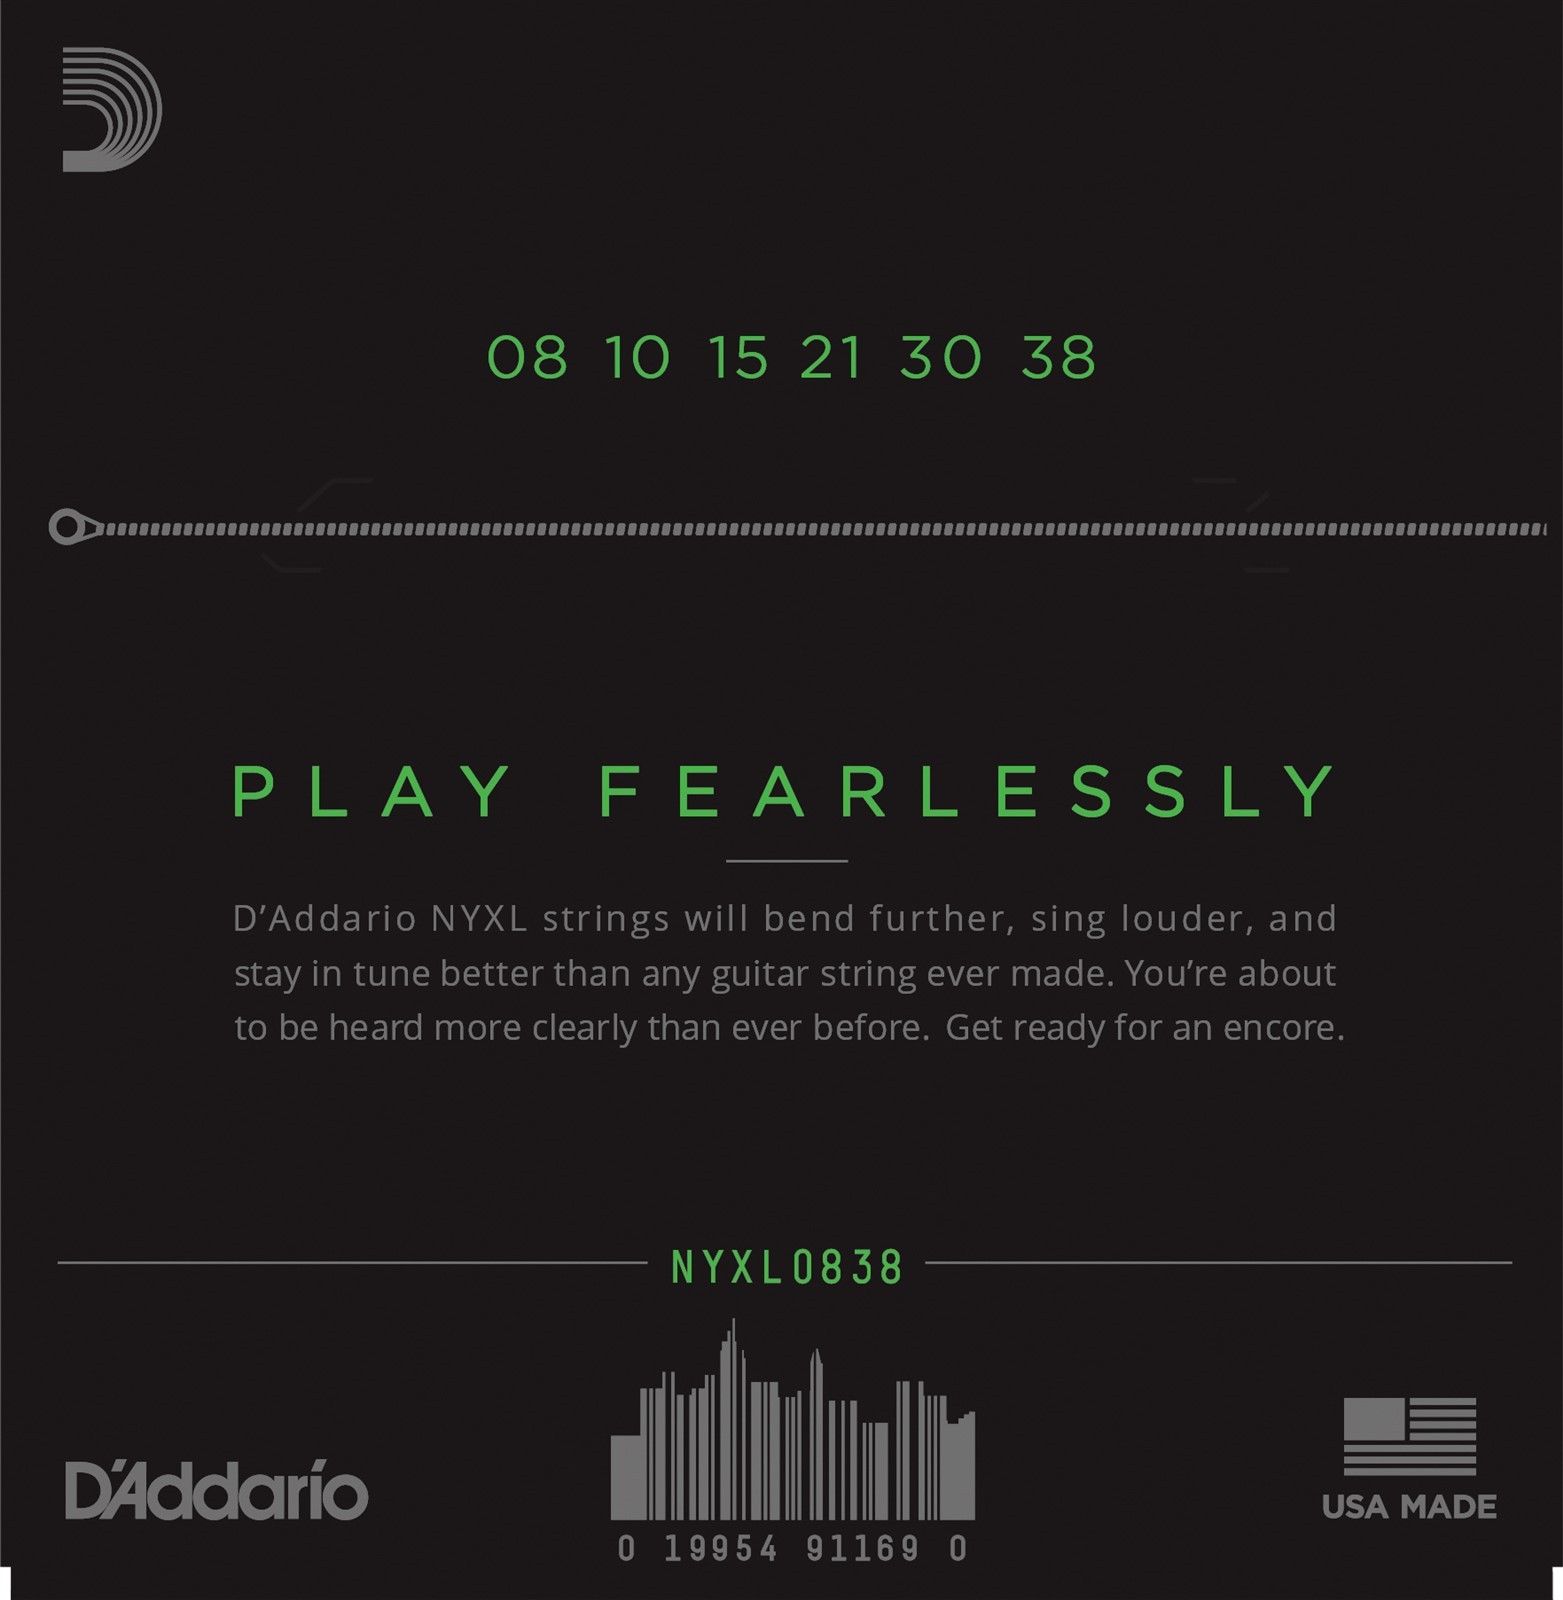 08 10 15 21 30 38
PLAY FEARLESSLY
D’Addario NYXL strings will bend further, sing louder, and
stay in tune better than any guitar string ever made. You’re about
to be heard more clearly than ever before. Get ready for an encore.
NYXL0838
D'Addario
USA MADE
0 19954 91169 0